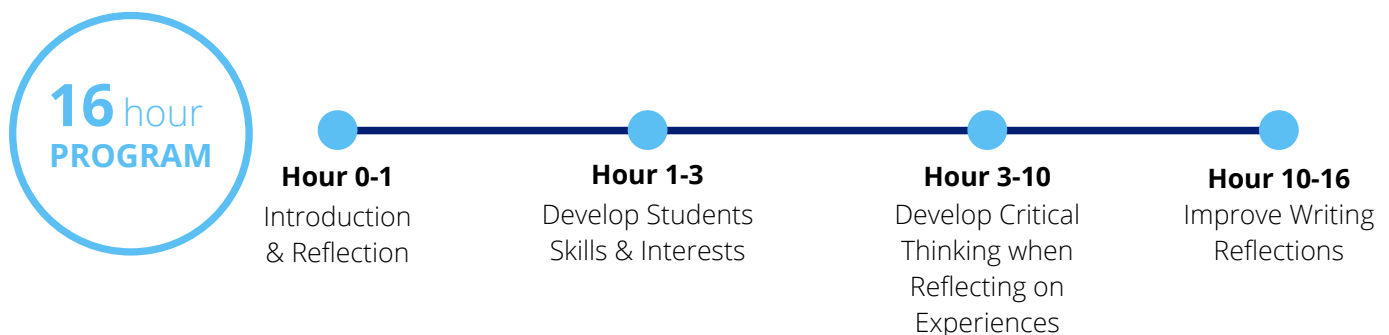 16 hour
PROGRAM
Hour 0-1
Introduction
& Reflection
Hour 1-3
Develop Students
Skills & Interests
Hour 3-10
Develop Critical
Thinking when
Reflecting on
Experiences
Hour 10-16
Improve Writing
Reflections